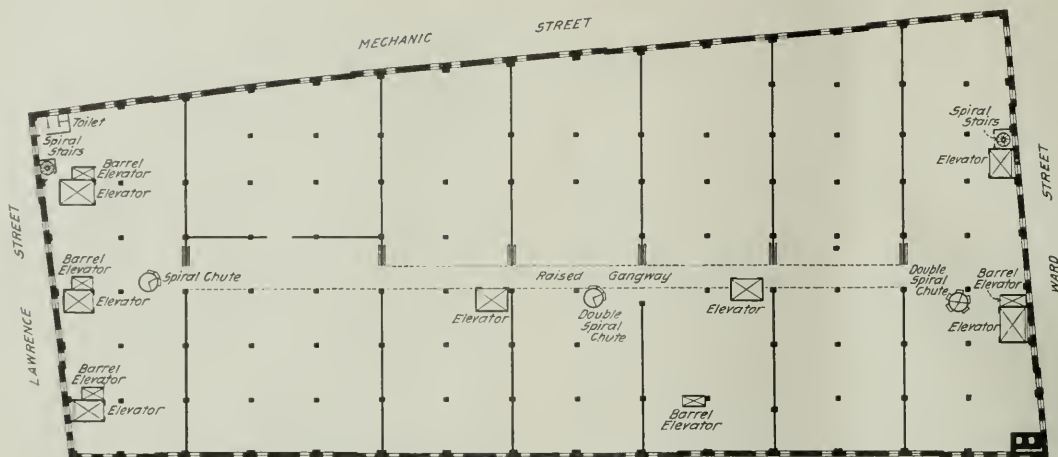 MECHANIC STREET
Toilet
Spiral
Stairs
Barrel
Elevator
Elevator
Spiral
Stairs
Elevator
STREET
STREET
Barrel
Elevator
Elevator
Spiral Chute
Raised Gangway
Elevator
Double
Spiral
Chute
Elevator
Double
Spiral
Chute
Barrel
Elevator
Elevator
WARD
LAWRENCE
Barrel
Elevator
Elevator
Barrel
Elevator